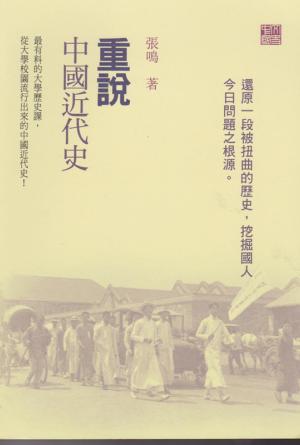 還原一段被扭曲的歷史，挖掘國人
今日問題之根源。
張鳴 著
重說
中國近代史
最有料的大學歷史課，
從大學校園流行出來的中國近代史！